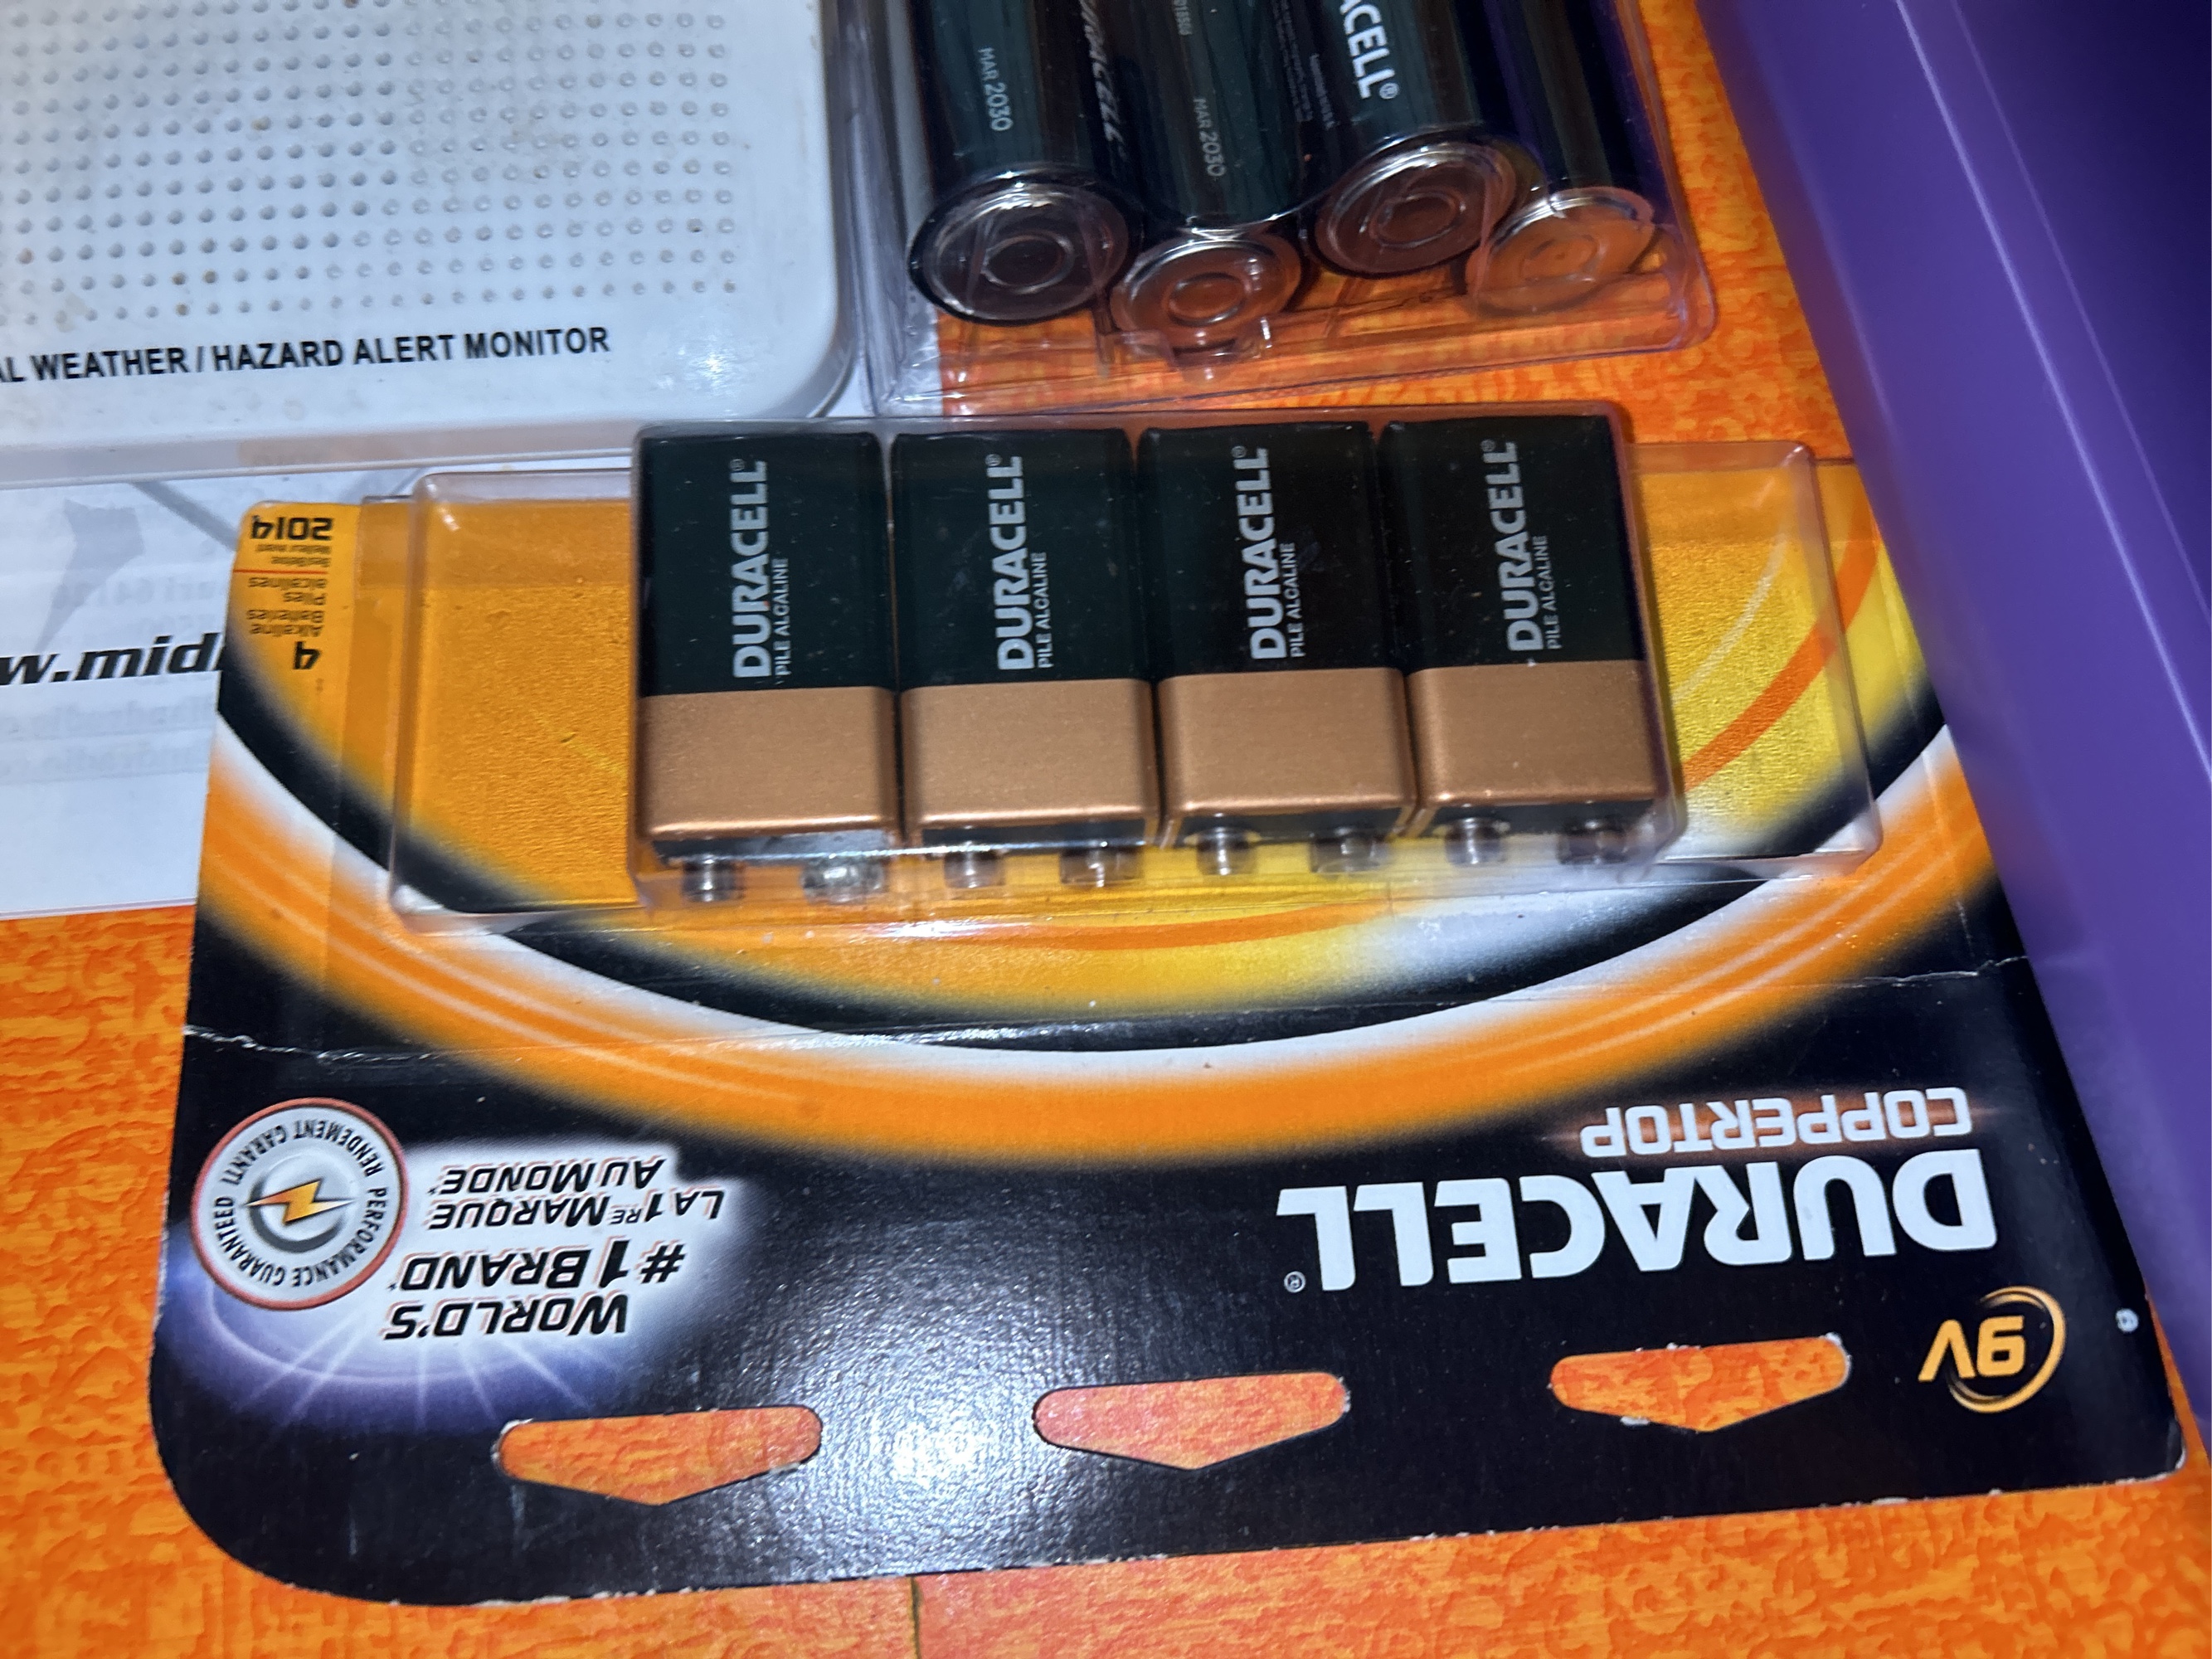 WEATHER / HAZARD ALERT MONITOR
MAR 2030
DURACELL
MAR 2030
DURACELL®
DURACELL®
PILE ALCALINE
DURACELL®
PILE ALCALINE
DURACELL®
PILE ALCALINE
DURACELL®
PILE ALCALINE
w.mid
9V
DURACELL®
COPPERTOP
WORLD'S
#1 BRAND*
LA 1RE MARQUE
AU MONDE*
PERFORMANCE GUARANTEED
RENDEMENT GARANTI
4
Alkaline
Batteries
Piles
alcalines
2014